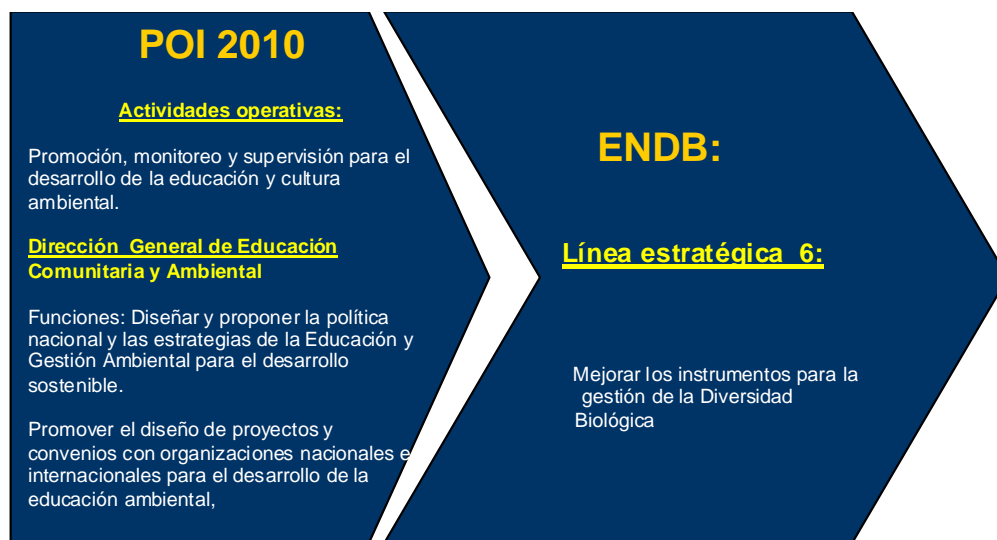 POI 2010
Actividades operativas:
Promoción, monitoreo y supervisión para el
desarrollo de la educación y cultura
ambiental.
Dirección General de Educación
Comunitaria y Ambiental
Funciones: Diseñar y proponer la política
nacional y las estrategias de la Educación y
Gestión Ambiental para el desarrollo
sostenible.
Promover el diseño de proyectos y
convenios con organizaciones nacionales e
internacionales para el desarrollo de la
educación ambiental,
ENDB:
Línea estratégica 6:
Mejorar los instrumentos para la
gestión de la Diversidad
Biológica